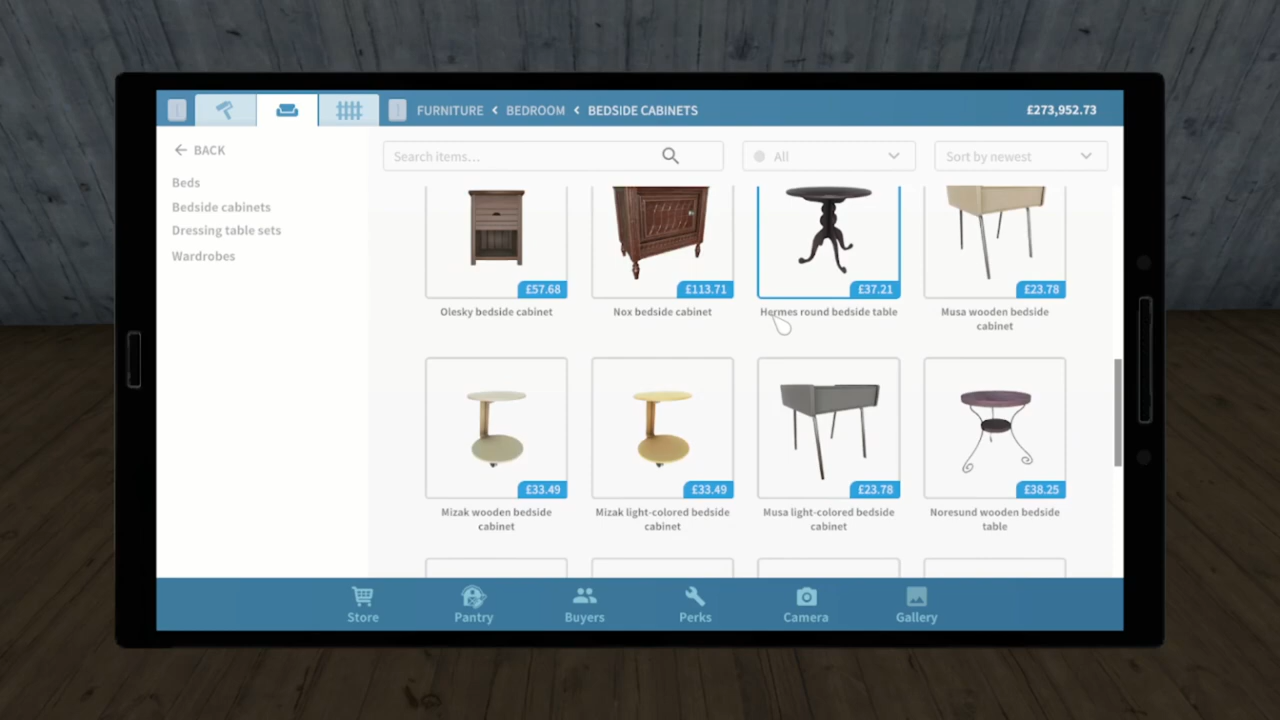 FURNITURE < BEDROOM < BEDSIDE CABINETS
£273,952.73
← BACK
Beds
Bedside cabinets
Dressing table sets
Wardrobes
Search items...
All
Sort by newest
£57.68
£113.71
£37.21
£23.78
Olesky bedside cabinet
Nox bedside cabinet
Hermes round bedside table
Musa wooden bedside
cabinet
£33.49
£33.49
£23.78
£38.25
Mizak wooden bedside
cabinet
Mizak light-colored bedside
cabinet
Musa light-colored bedside
cabinet
Noresund wooden bedside
table
Store
Pantry
Buyers
Perks
Camera
Gallery